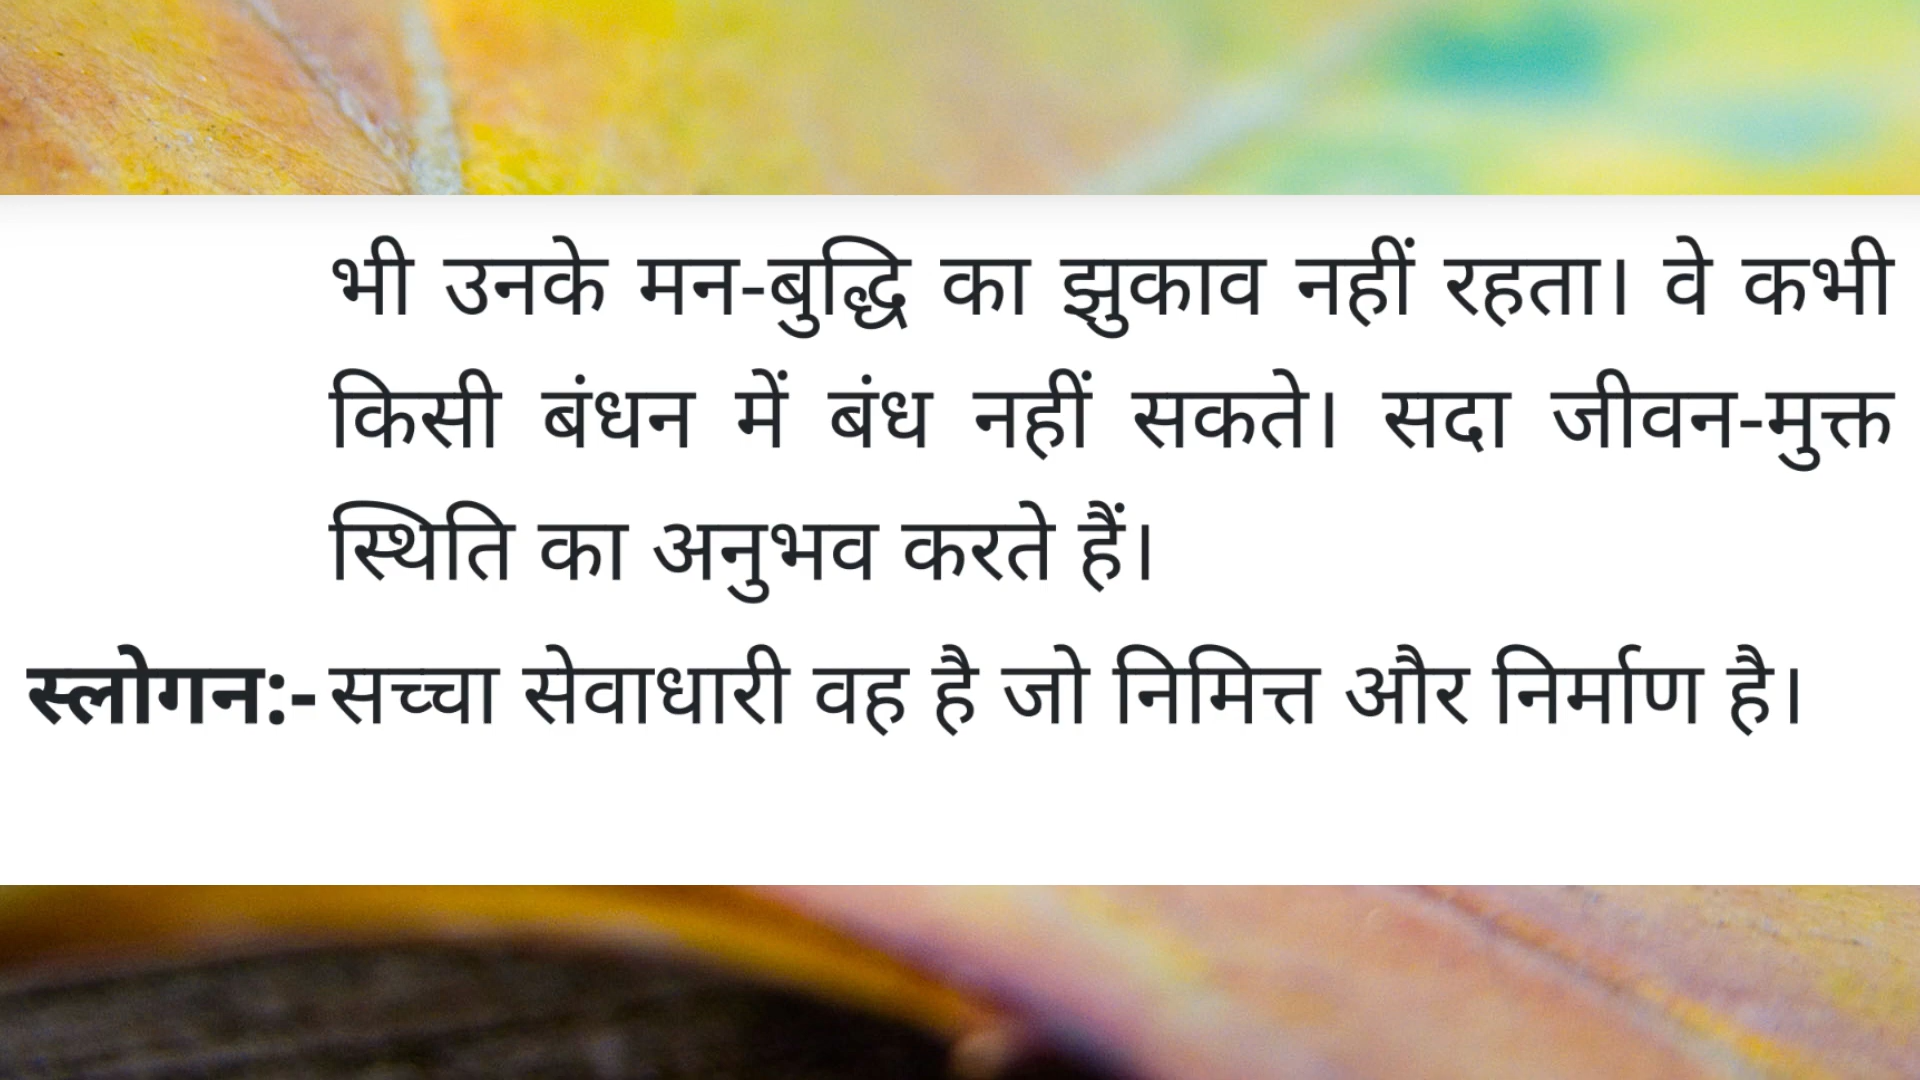 भी उनके मन-बुद्धि का झुकाव नहीं रहता। वे कभी
किसी बंधन में बंध नहीं सकते। सदा जीवन-मुक्त
स्थिति का अनुभव करते हैं।
स्लोगन:- सच्चा सेवाधारी वह है जो निमित्त और निर्माण है।